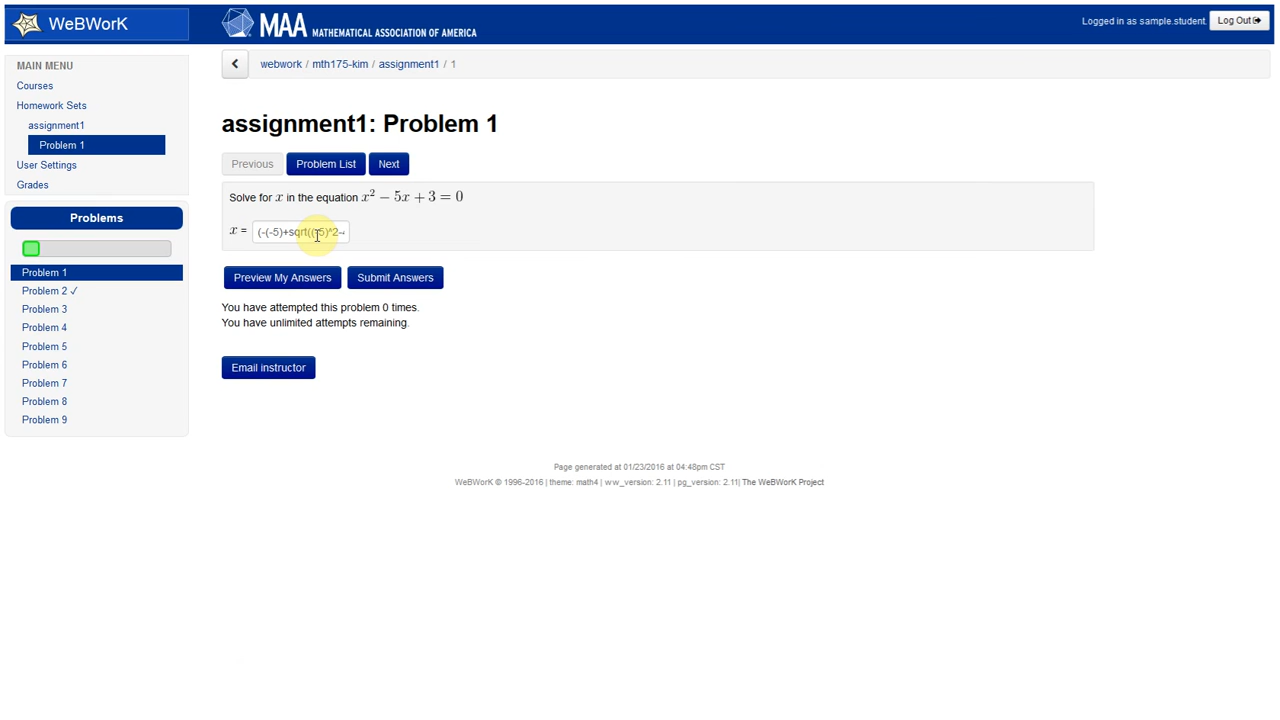 WeBWorK
MAA MATHEMATICAL ASSOCIATION OF AMERICA
Logged in as sample.student.
Log Out
MAIN MENU
Courses
Homework Sets
assignment1
Problem 1
User Settings
Grades
Problems
Problem 1
Problem 2 ✓
Problem 3
Problem 4
Problem 5
Problem 6
Problem 7
Problem 8
Problem 9
webwork / mth175-kim / assignment1 / 1
assignment1: Problem 1
Previous
Problem List
Next
Solve for x in the equation x² − 5x + 3 = 0
x = (-(-5)+sqrt((-5)^2-
Preview My Answers
Submit Answers
You have attempted this problem 0 times.
You have unlimited attempts remaining.
Email instructor
Page generated at 01/23/2016 at 04:48pm CST
WeBWorK © 1996-2016 | theme: math4 | ww_version: 2.11 | pg_version: 2.11| The WeBWorK Project